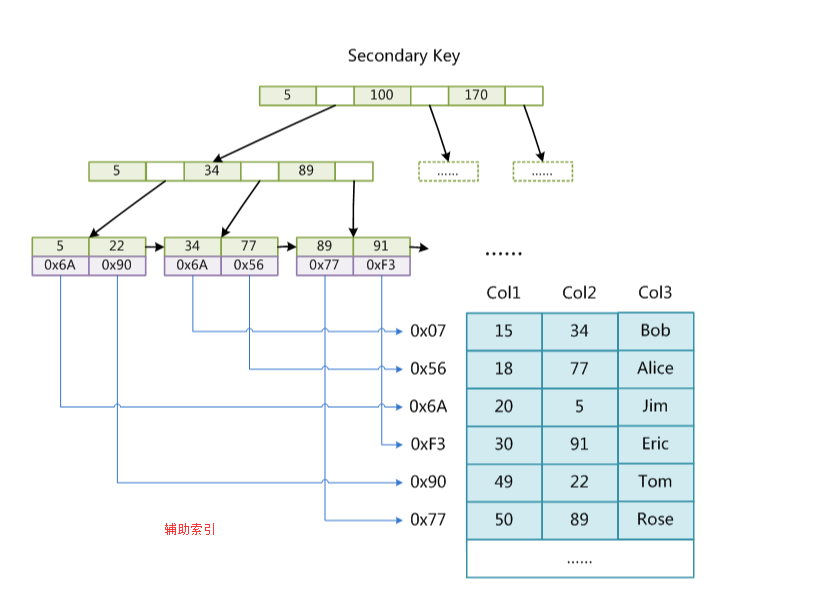 Secondary Key
5 100 170
5 34 89
...... ......
5 22 34 77 89 91
0x6A 0x90 0x6A 0x56 0x77 0xF3
......
Col1 Col2 Col3
0x07 15 34 Bob
0x56 18 77 Alice
0x6A 20 5 Jim
0xF3 30 91 Eric
0x90 49 22 Tom
0x77 50 89 Rose
......
辅助索引